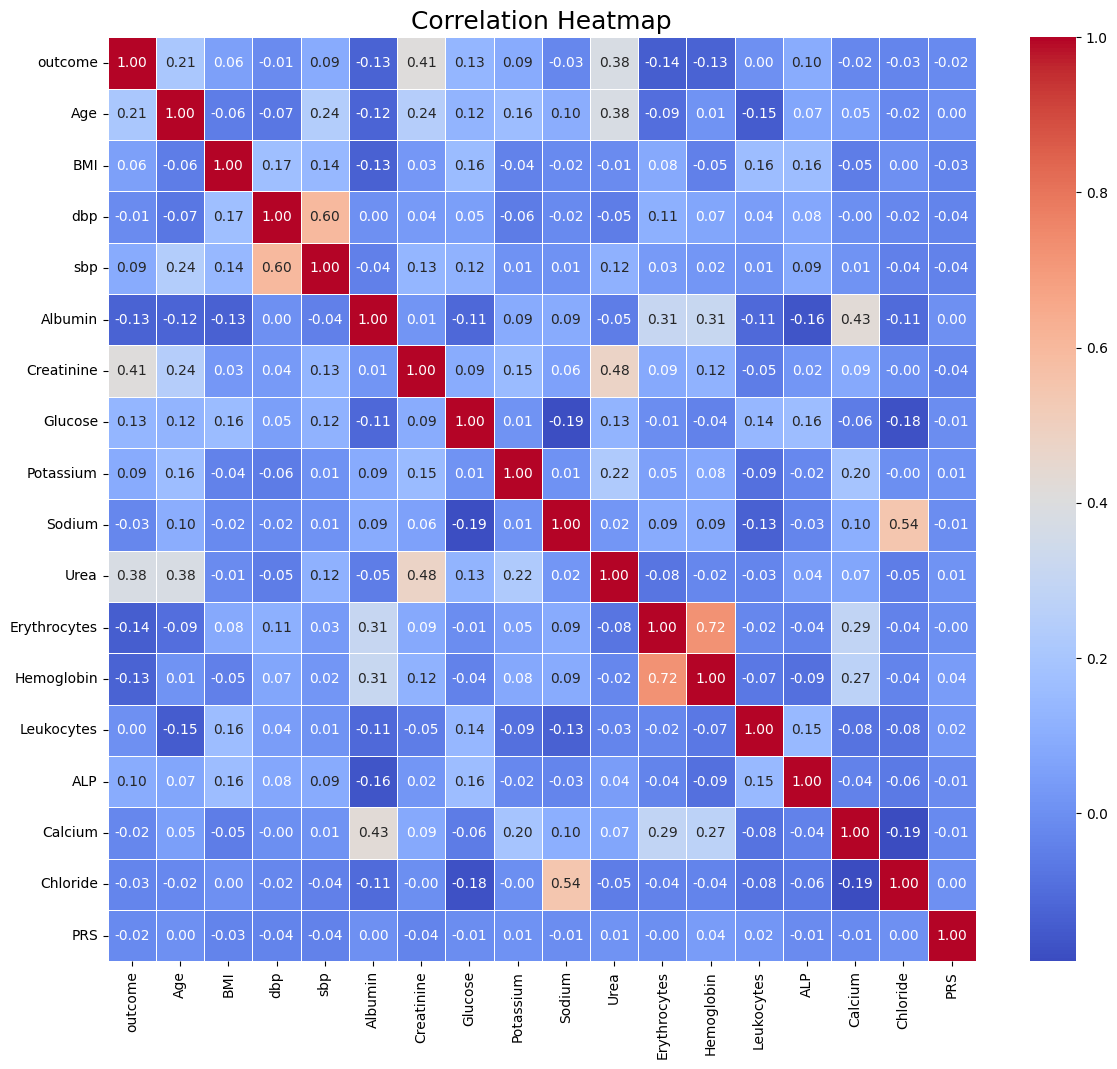 Correlation Heatmap
outcome 1.00 0.21 0.06 -0.01 0.09 -0.13 0.41 0.13 0.09 -0.03 0.38 -0.14 -0.13 0.00 0.10 -0.02 -0.03 -0.02
Age 0.21 1.00 -0.06 -0.07 0.24 -0.12 0.24 0.12 0.16 0.10 0.38 -0.09 0.01 -0.15 0.07 0.05 -0.02 0.00
BMI 0.06 -0.06 1.00 0.17 0.14 -0.13 0.03 0.16 -0.04 -0.02 -0.01 0.08 -0.05 0.16 0.16 -0.05 0.00 -0.03
dbp -0.01 -0.07 0.17 1.00 0.60 0.00 0.04 0.05 -0.06 -0.02 -0.05 0.11 0.07 0.04 0.08 -0.00 -0.02 -0.04
sbp 0.09 0.24 0.14 0.60 1.00 -0.04 0.13 0.12 0.01 0.01 0.12 0.03 0.02 0.01 0.09 0.01 -0.04 -0.04
Albumin -0.13 -0.12 -0.13 0.00 -0.04 1.00 0.01 -0.11 0.09 0.09 -0.05 0.31 0.31 -0.11 -0.16 0.43 -0.11 0.00
Creatinine 0.41 0.24 0.03 0.04 0.13 0.01 1.00 0.09 0.15 0.06 0.48 0.09 0.12 -0.05 0.02 0.09 -0.00 -0.04
Glucose 0.13 0.12 0.16 0.05 0.12 -0.11 0.09 1.00 0.01 -0.19 0.13 -0.01 -0.04 0.14 0.16 -0.06 -0.18 -0.01
Potassium 0.09 0.16 -0.04 -0.06 0.01 0.09 0.15 0.01 1.00 0.01 0.22 0.05 0.08 -0.09 -0.02 0.20 -0.00 0.01
Sodium -0.03 0.10 -0.02 -0.02 0.01 0.09 0.06 -0.19 0.01 1.00 0.02 0.09 0.09 -0.13 -0.03 0.10 0.54 -0.01
Urea 0.38 0.38 -0.01 -0.05 0.12 -0.05 0.48 0.13 0.22 0.02 1.00 -0.08 -0.02 -0.03 0.04 0.07 -0.05 0.01
Erythrocytes -0.14 -0.09 0.08 0.11 0.03 0.31 0.09 -0.01 0.05 0.09 -0.08 1.00 0.72 -0.02 -0.04 0.29 -0.04 -0.00
Hemoglobin -0.13 0.01 -0.05 0.07 0.02 0.31 0.12 -0.04 0.08 0.09 -0.02 0.72 1.00 -0.07 -0.09 0.27 -0.04 0.04
Leukocytes 0.00 -0.15 0.16 0.04 0.01 -0.11 -0.05 0.14 -0.09 -0.13 -0.03 -0.02 -0.07 1.00 0.15 -0.08 -0.08 0.02
ALP 0.10 0.07 0.16 0.08 0.09 -0.16 0.02 0.16 -0.02 -0.03 0.04 -0.04 -0.09 0.15 1.00 -0.04 -0.06 -0.01
Calcium -0.02 0.05 -0.05 -0.00 0.01 0.43 0.09 -0.06 0.20 0.10 0.07 0.29 0.27 -0.08 -0.04 1.00 -0.19 -0.01
Chloride -0.03 -0.02 0.00 -0.02 -0.04 -0.11 -0.00 -0.18 -0.00 0.54 -0.05 -0.04 -0.04 -0.08 -0.06 -0.19 1.00 0.00
PRS -0.02 0.00 -0.03 -0.04 -0.04 0.00 -0.04 -0.01 0.01 -0.01 0.01 -0.00 0.04 0.02 -0.01 -0.01 0.00 1.00
outcome Age BMI dbp sbp Albumin Creatinine Glucose Potassium Sodium Urea Erythrocytes Hemoglobin Leukocytes ALP Calcium Chloride PRS
1.0
0.8
0.6
0.4
0.2
0.0